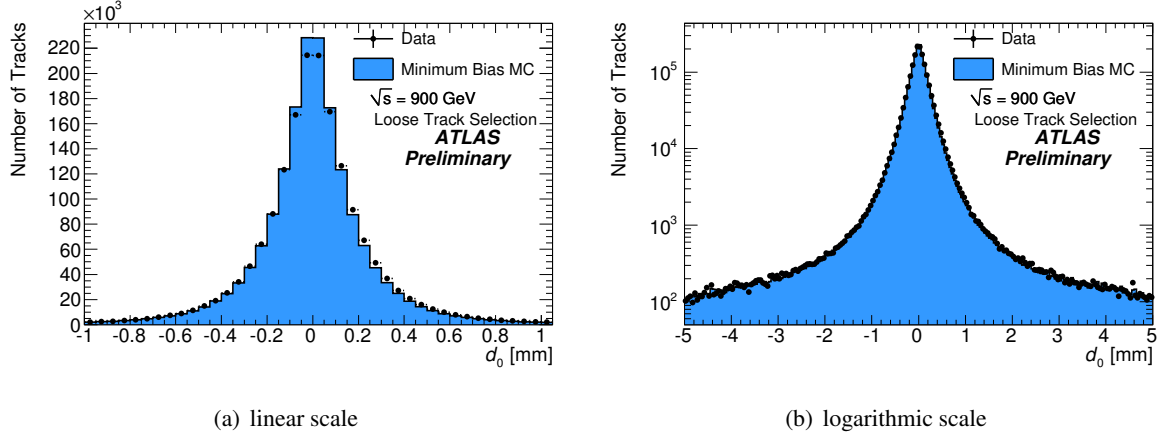 ×10³
Number of Tracks
220
200
180
160
140
120
100
80
60
40
20
0
-1 -0.8 -0.6 -0.4 -0.2 0 0.2 0.4 0.6 0.8 1
d₀ [mm]
Data
Minimum Bias MC
√s = 900 GeV
Loose Track Selection
ATLAS
Preliminary
(a) linear scale
Number of Tracks
10⁵
10⁴
10³
10²
-5 -4 -3 -2 -1 0 1 2 3 4 5
d₀ [mm]
Data
Minimum Bias MC
√s = 900 GeV
Loose Track Selection
ATLAS
Preliminary
(b) logarithmic scale